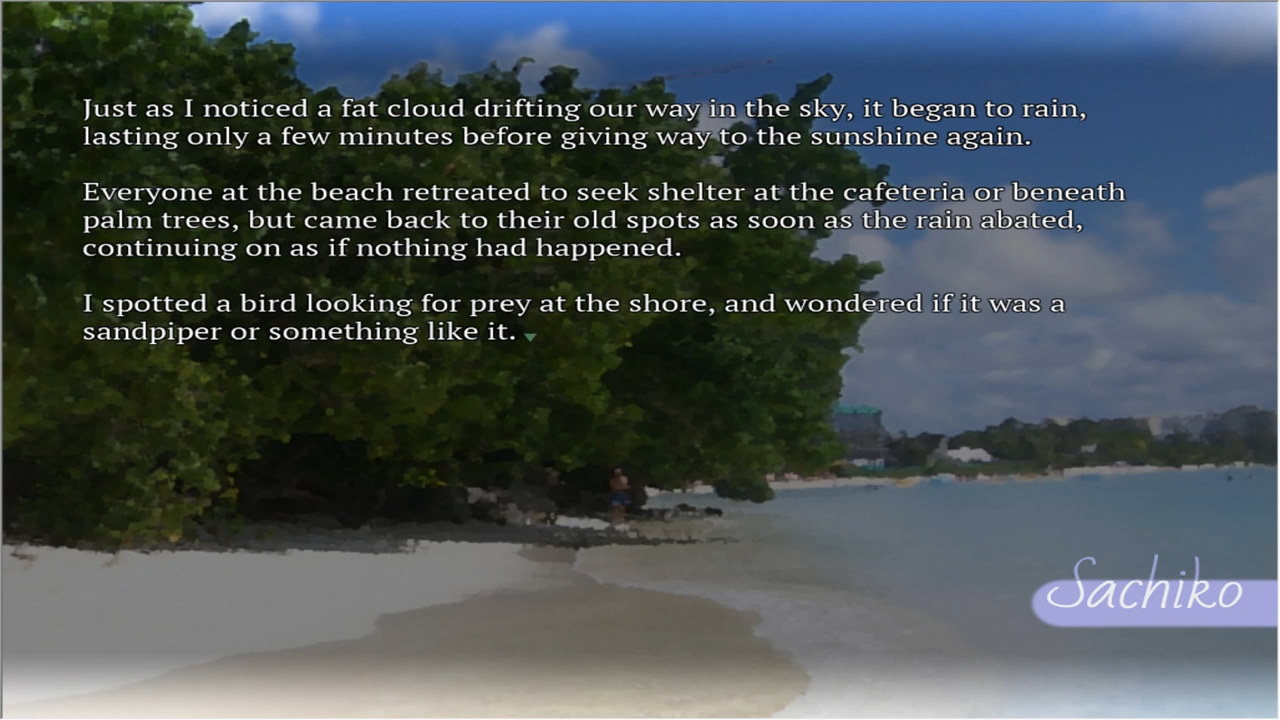 Just as I noticed a fat cloud drifting our way in the sky, it began to rain,
lasting only a few minutes before giving way to the sunshine again.
Everyone at the beach retreated to seek shelter at the cafeteria or beneath
palm trees, but came back to their old spots as soon as the rain abated,
continuing on as if nothing had happened.
I spotted a bird looking for prey at the shore, and wondered if it was a
sandpiper or something like it.
Sachiko